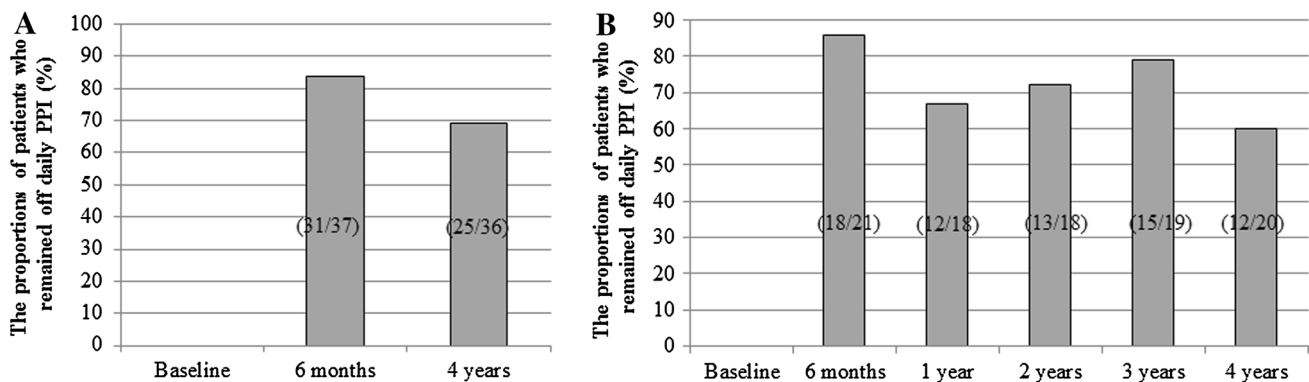 A
The proportions of patients who
remained off daily PPI (%)
100
90
80
70
60
50
40
30
20
10
0
(31/37)
(25/36)
Baseline
6 months
4 years
B
The proportions of patients who
remained off daily PPI (%)
90
80
70
60
50
40
30
20
10
0
(18/21)
(12/18)
(13/18)
(15/19)
(12/20)
Baseline
6 months
1 year
2 years
3 years
4 years